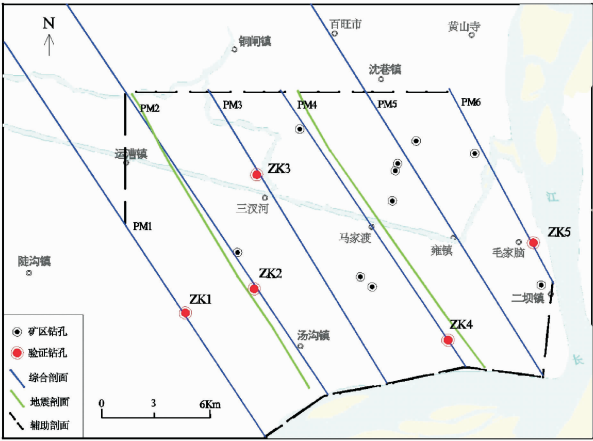 N
百旺市
黄山寺
铜闸镇
沈巷镇
PM2
PM3
PM4
PM5
PM6
运漕镇
ZK3
三汊河
PM1
马家渡
雍镇
毛家脑
ZK5
江
陡沟镇
ZK1
ZK2
二坝镇
汤沟镇
ZK4
长
矿区钻孔
验证钻孔
综合剖面
地震剖面
辅助剖面
0 3 6Km